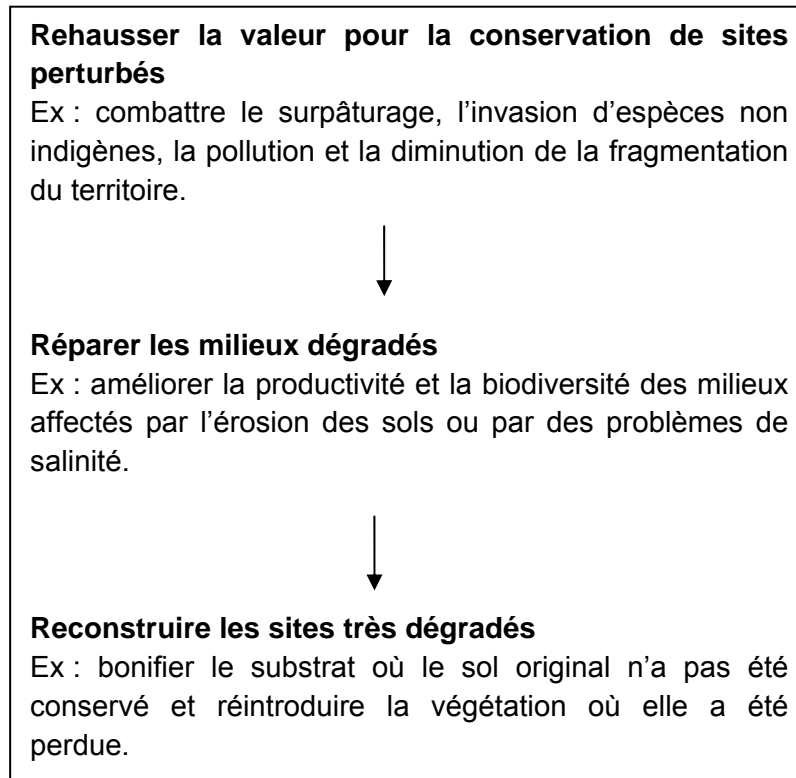 Rehausser la valeur pour la conservation de sites
perturbés
Ex : combattre le surpâturage, l’invasion d’espèces non
indigènes, la pollution et la diminution de la fragmentation
du territoire.
Réparer les milieux dégradés
Ex : améliorer la productivité et la biodiversité des milieux
affectés par l’érosion des sols ou par des problèmes de
salinité.
Reconstruire les sites très dégradés
Ex : bonifier le substrat où le sol original n’a pas été
conservé et réintroduire la végétation où elle a été
perdue.